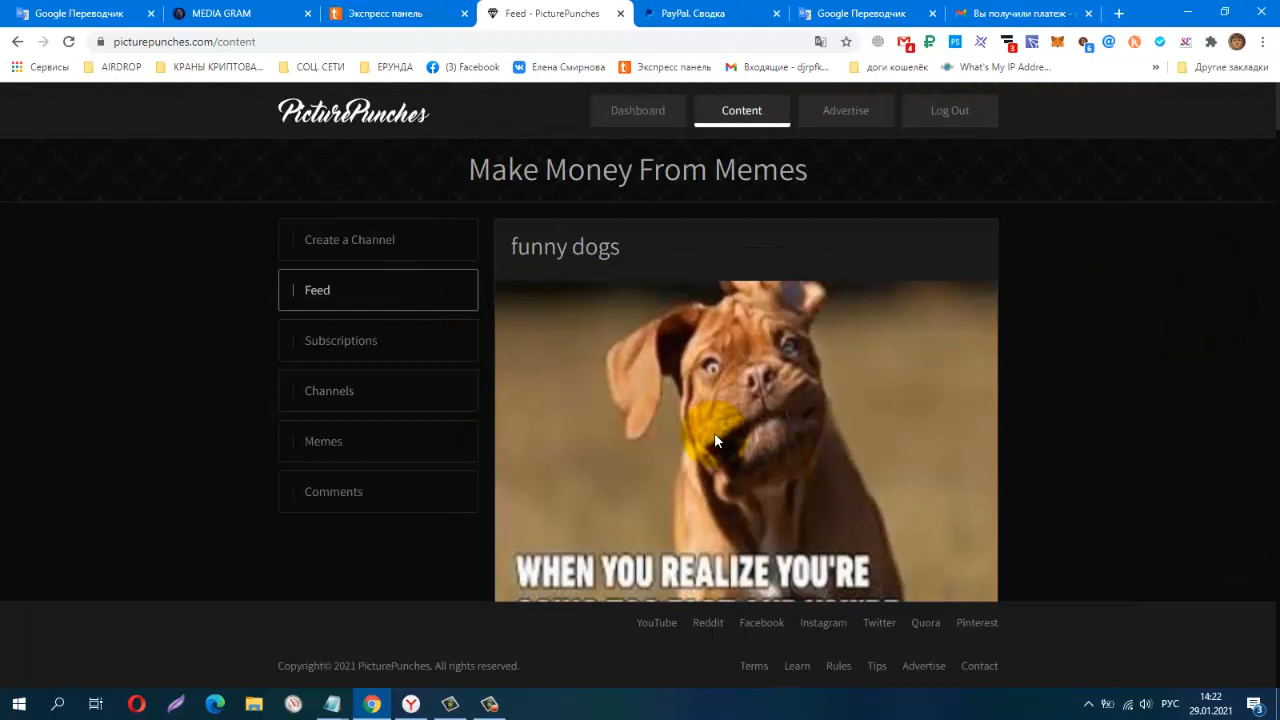 Google Переводчик
MEDIA GRAM
Экспресс панель
Feed - PicturePunches
PayPal. Сводка
Google Переводчик
Вы получили платеж - 
picturepunches.com/content
4
3
6
Сервисы
AIRDROP
КРАНЫ КРИПТОВА...
СОЦ СЕТИ
ЕРУНДА
(3) Facebook
Елена Смирнова
Экспресс панель
Входящие - djrpfk...
доги кошелёк
What's My IP Addre...
»
Другие закладки
PicturePunches
Dashboard
Content
Advertise
Log Out
Make Money From Memes
Create a Channel
Feed
Subscriptions
Channels
Memes
Comments
funny dogs
WHEN YOU REALIZE YOU'RE
YouTube
Reddit
Facebook
Instagram
Twitter
Quora
Pinterest
Copyright© 2021 PicturePunches. All rights reserved.
Terms
Learn
Rules
Tips
Advertise
Contact
РУС
14:22
29.01.2021
3